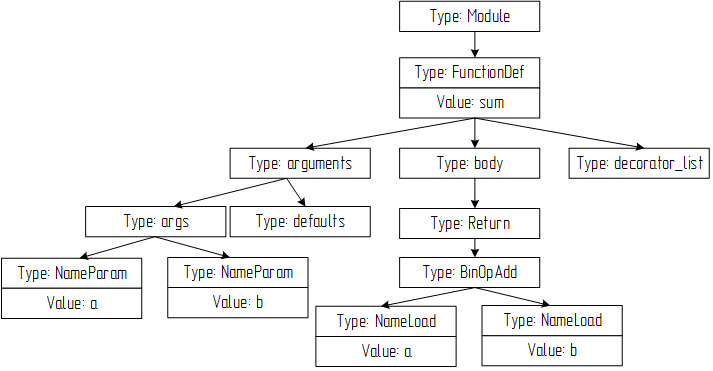 Type: Module
Type: FunctionDef
Value: sum
Type: arguments
Type: body
Type: decorator_list
Type: args
Type: defaults
Type: Return
Type: NameParam
Value: a
Type: NameParam
Value: b
Type: BinOpAdd
Type: NameLoad
Value: a
Type: NameLoad
Value: b